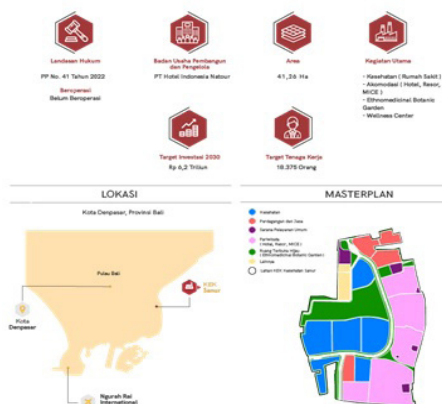 Landasan Hukum
PP No. 41 Tahun 2022
Beroperasi
Belum Beroperasi
Badan Usaha Pembangun
dan Pengelola
PT Hotel Indonesia Natour
Area
41,26 Ha
Kegiatan Utama
• Kesehatan ( Rumah Sakit )
• Akomodasi ( Hotel, Resor,
MICE )
• Ethnomedicinal Botanic
Garden
• Wellness Center
Target Investasi 2030
Rp 6,2 Triliun
Target Tenaga Kerja
18.375 Orang
LOKASI
Kota Denpasar, Provinsi Bali
Pulau Bali
KEK
Sanur
Kota
Denpasar
Ngurah Rai
International
MASTERPLAN
Kesehatan
Perdagangan dan Jasa
Sarana Pelayanan Umum
Pariwisata
( Hotel, Resor, MICE )
Ruang Terbuka Hijau
( Ethnomedicinal Botanic Garden )
Lainnya
Lahan KEK Kesehatan Sanur